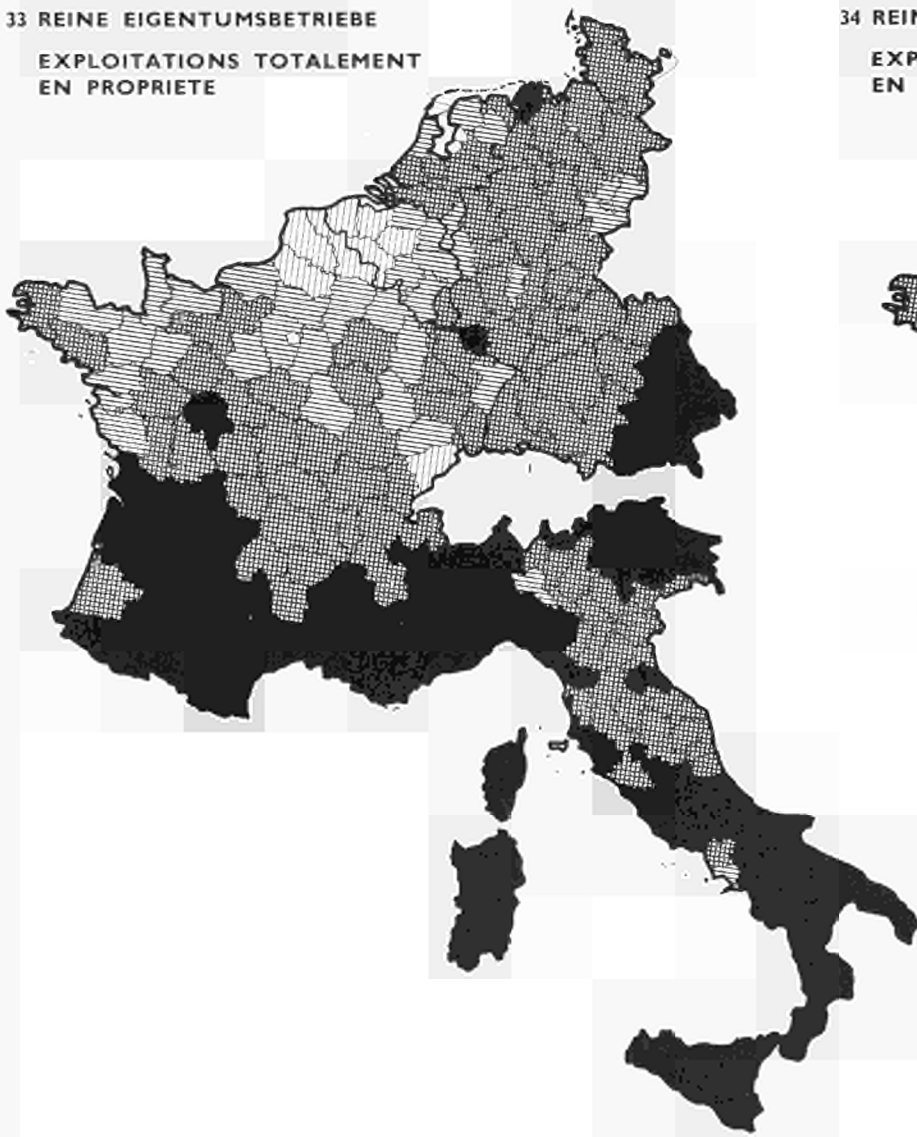 33 REINE EIGENTUMSBETRIEBE
EXPLOITATIONS TOTALEMENT
EN PROPRIETE
34 REIN
EXP
EN